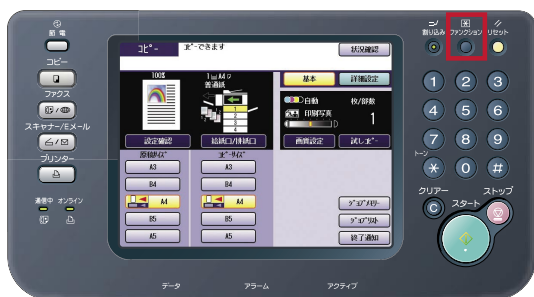 節 電
コピー
ファクス
スキャナー/Eメール
プリンター
通信中 オンライン
コピー
コピーできます
状況確認
100%
1 A4
普通紙
1
2
3
4
設定確認
給紙口/排紙口
基本
詳細設定
自動
枚/部数
印刷写真
1
画質設定
試しコピー
原稿サイズ
コピーサイズ
A3
A3
B4
B4
A4
A4
B5
B5
A5
A5
ジョブメモリー
ジョブリスト
終了通知
割り込み
ファンクション
リセット
1 2 3
4 5 6
7 8 9
トーン
* 0 #
クリアー
C
スタート
ストップ
データ
アラーム
アクティブ